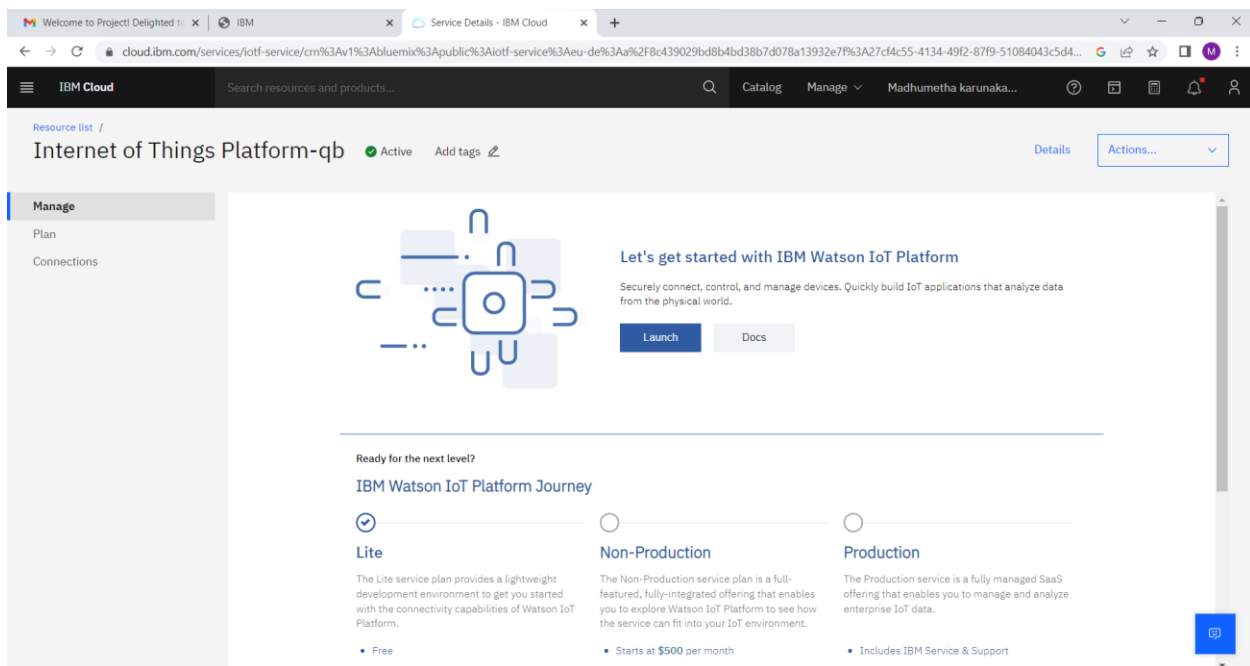 Welcome to Project! Delighted to
IBM
Service Details - IBM Cloud
cloud.ibm.com/services/iotf-service/crn%3Av1%3Abluemix%3Apublic%3Aiotf-service%3Aeu-de%3Aa%2F8c439029bd8b4bd38b7d078a13932e7f%3A27cf4c55-4134-49f2-87f9-51084043c5d4...
G
M
IBM Cloud
Search resources and products...
Catalog
Manage
Madhumetha karunaka...
Resource list /
Internet of Things Platform-qb
Active
Add tags
Details
Actions...
Manage
Plan
Connections
Let's get started with IBM Watson IoT Platform
Securely connect, control, and manage devices. Quickly build IoT applications that analyze data
from the physical world.
Launch
Docs
Ready for the next level?
IBM Watson IoT Platform Journey
Lite
The Lite service plan provides a lightweight
development environment to get you started
with the connectivity capabilities of Watson IoT
Platform.
• Free
Non-Production
The Non-Production service plan is a full-
featured, fully-integrated offering that enables
you to explore Watson IoT Platform to see how
the service can fit into your IoT environment.
• Starts at $500 per month
Production
The Production service is a fully managed SaaS
offering that enables you to manage and analyze
enterprise IoT data.
• Includes IBM Service & Support